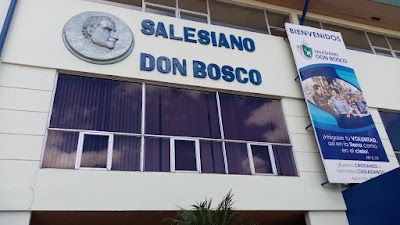 SALESIANO
DON BOSCO
BIENVENIDOS
SALESIANO
DON BOSCO
¡Hágase tu VOLUNTAD
así en la tierra como
en el cielo!